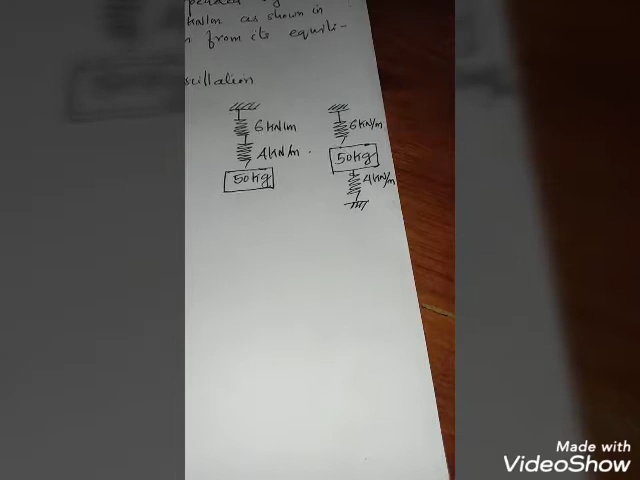 kN/m as shown in
from its equili-
scillation
6 kN/m
4 kN/m
50 kg
6 kN/m
50 kg
4 kN/m
Made with
VideoShow